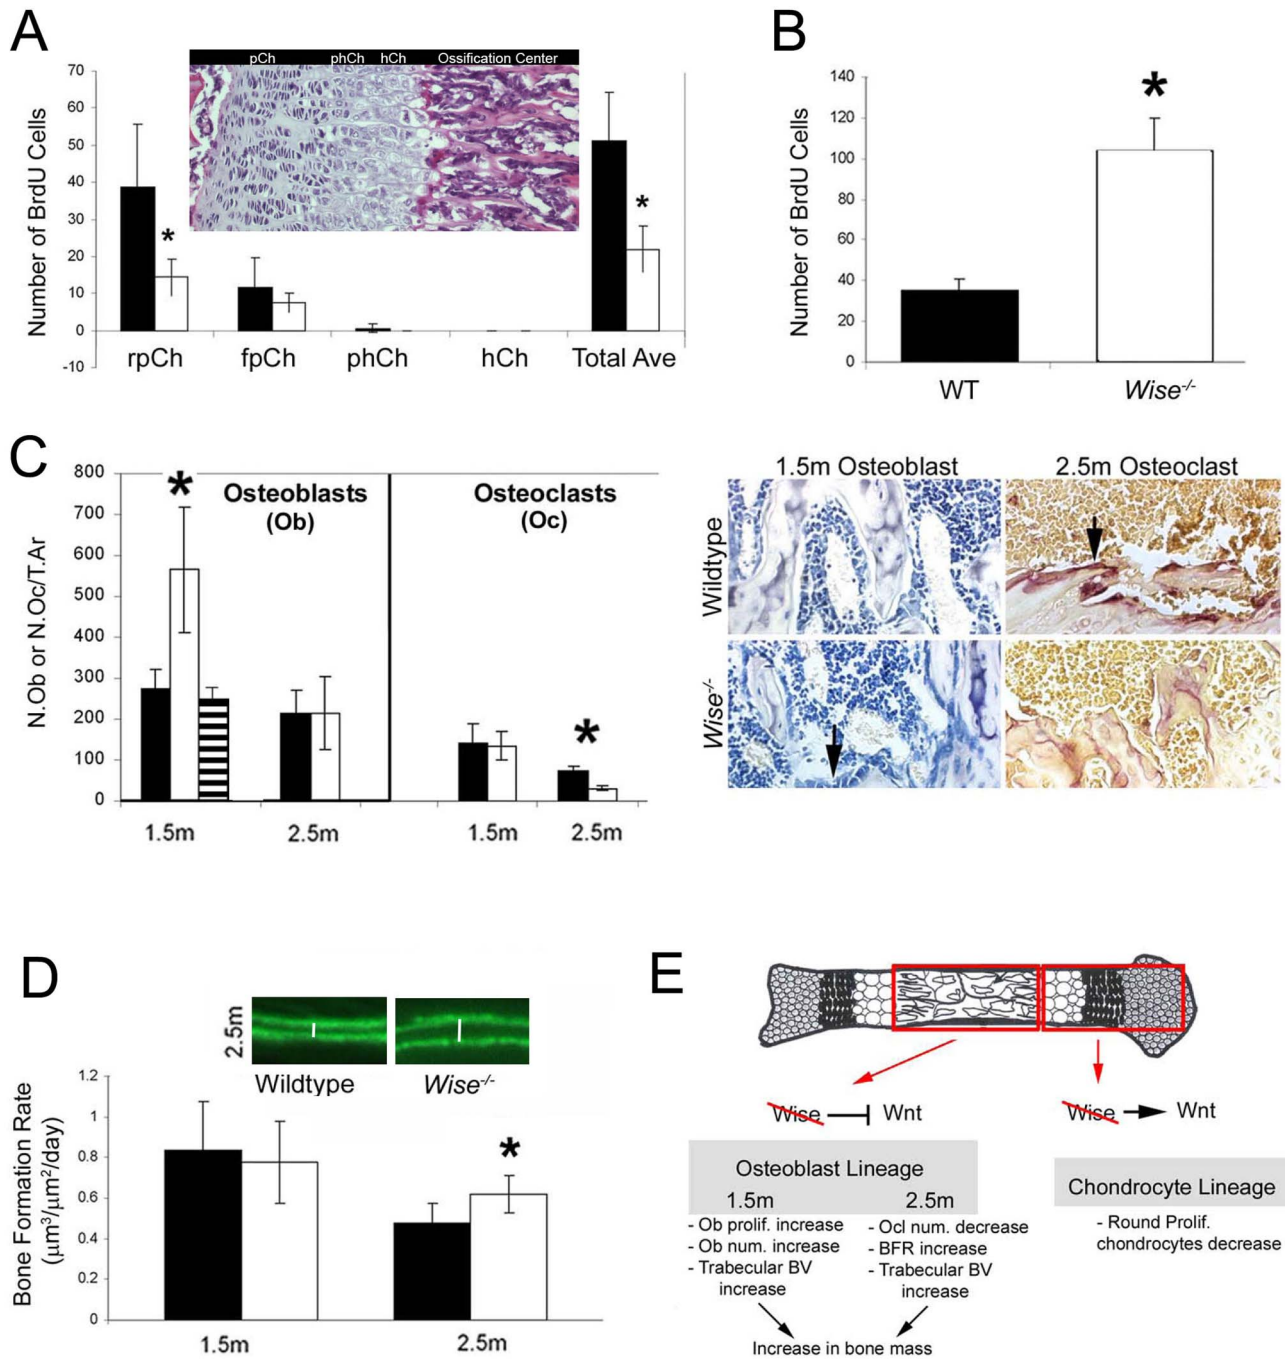 A
pCh phCh hCh Ossification Center
Number of BrdU Cells
70
60
50
40
30
20
10
0
-10
*
*
rpCh fpCh phCh hCh Total Ave
B
Number of BrdU Cells
140
120
100
80
60
40
20
0
*
WT Wise-/-
C
N.Ob or N.Oc/T.Ar
800
700
600
500
400
300
200
100
0
*
Osteoblasts
(Ob)
Osteoclasts
(Oc)
*
1.5m 2.5m 1.5m 2.5m
1.5m Osteoblast 2.5m Osteoclast
Wildtype
Wise-/-
D
2.5m
Wildtype Wise-/-
Bone Formation Rate
(µm³/µm²/day)
1.2
1
0.8
0.6
0.4
0.2
0
*
1.5m 2.5m
E
Wise Wnt
Wise Wnt
Osteoblast Lineage
1.5m 2.5m
- Ob prolif. increase
- Ob num. increase
- Trabecular BV
increase
- Ocl num. decrease
- BFR increase
- Trabecular BV
increase
Increase in bone mass
Chondrocyte Lineage
- Round Prolif.
chondrocytes decrease